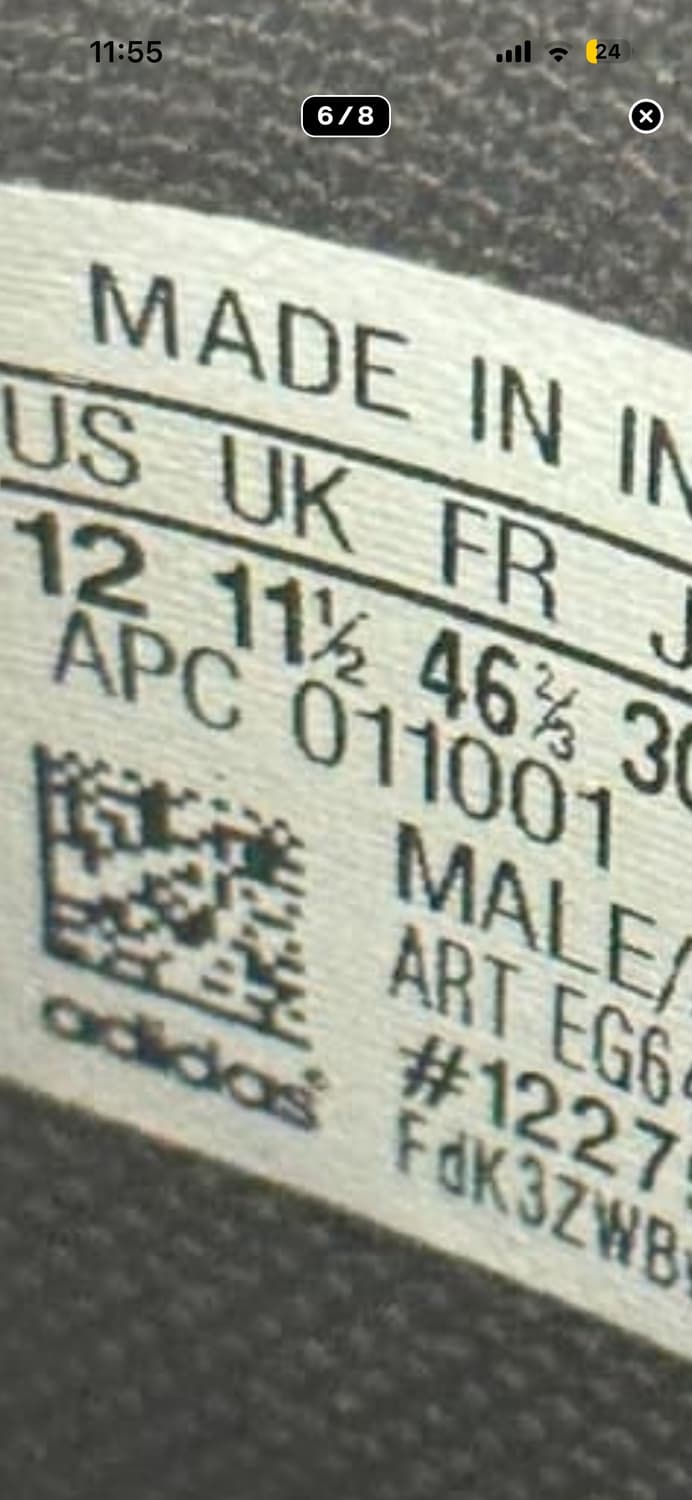 11:55
24
6/8
MADE IN IN
US UK FR J
12 11½ 46⅔ 30
APC 011001
MALE/
ART EG64
#1227
FdK3ZWB
adidas